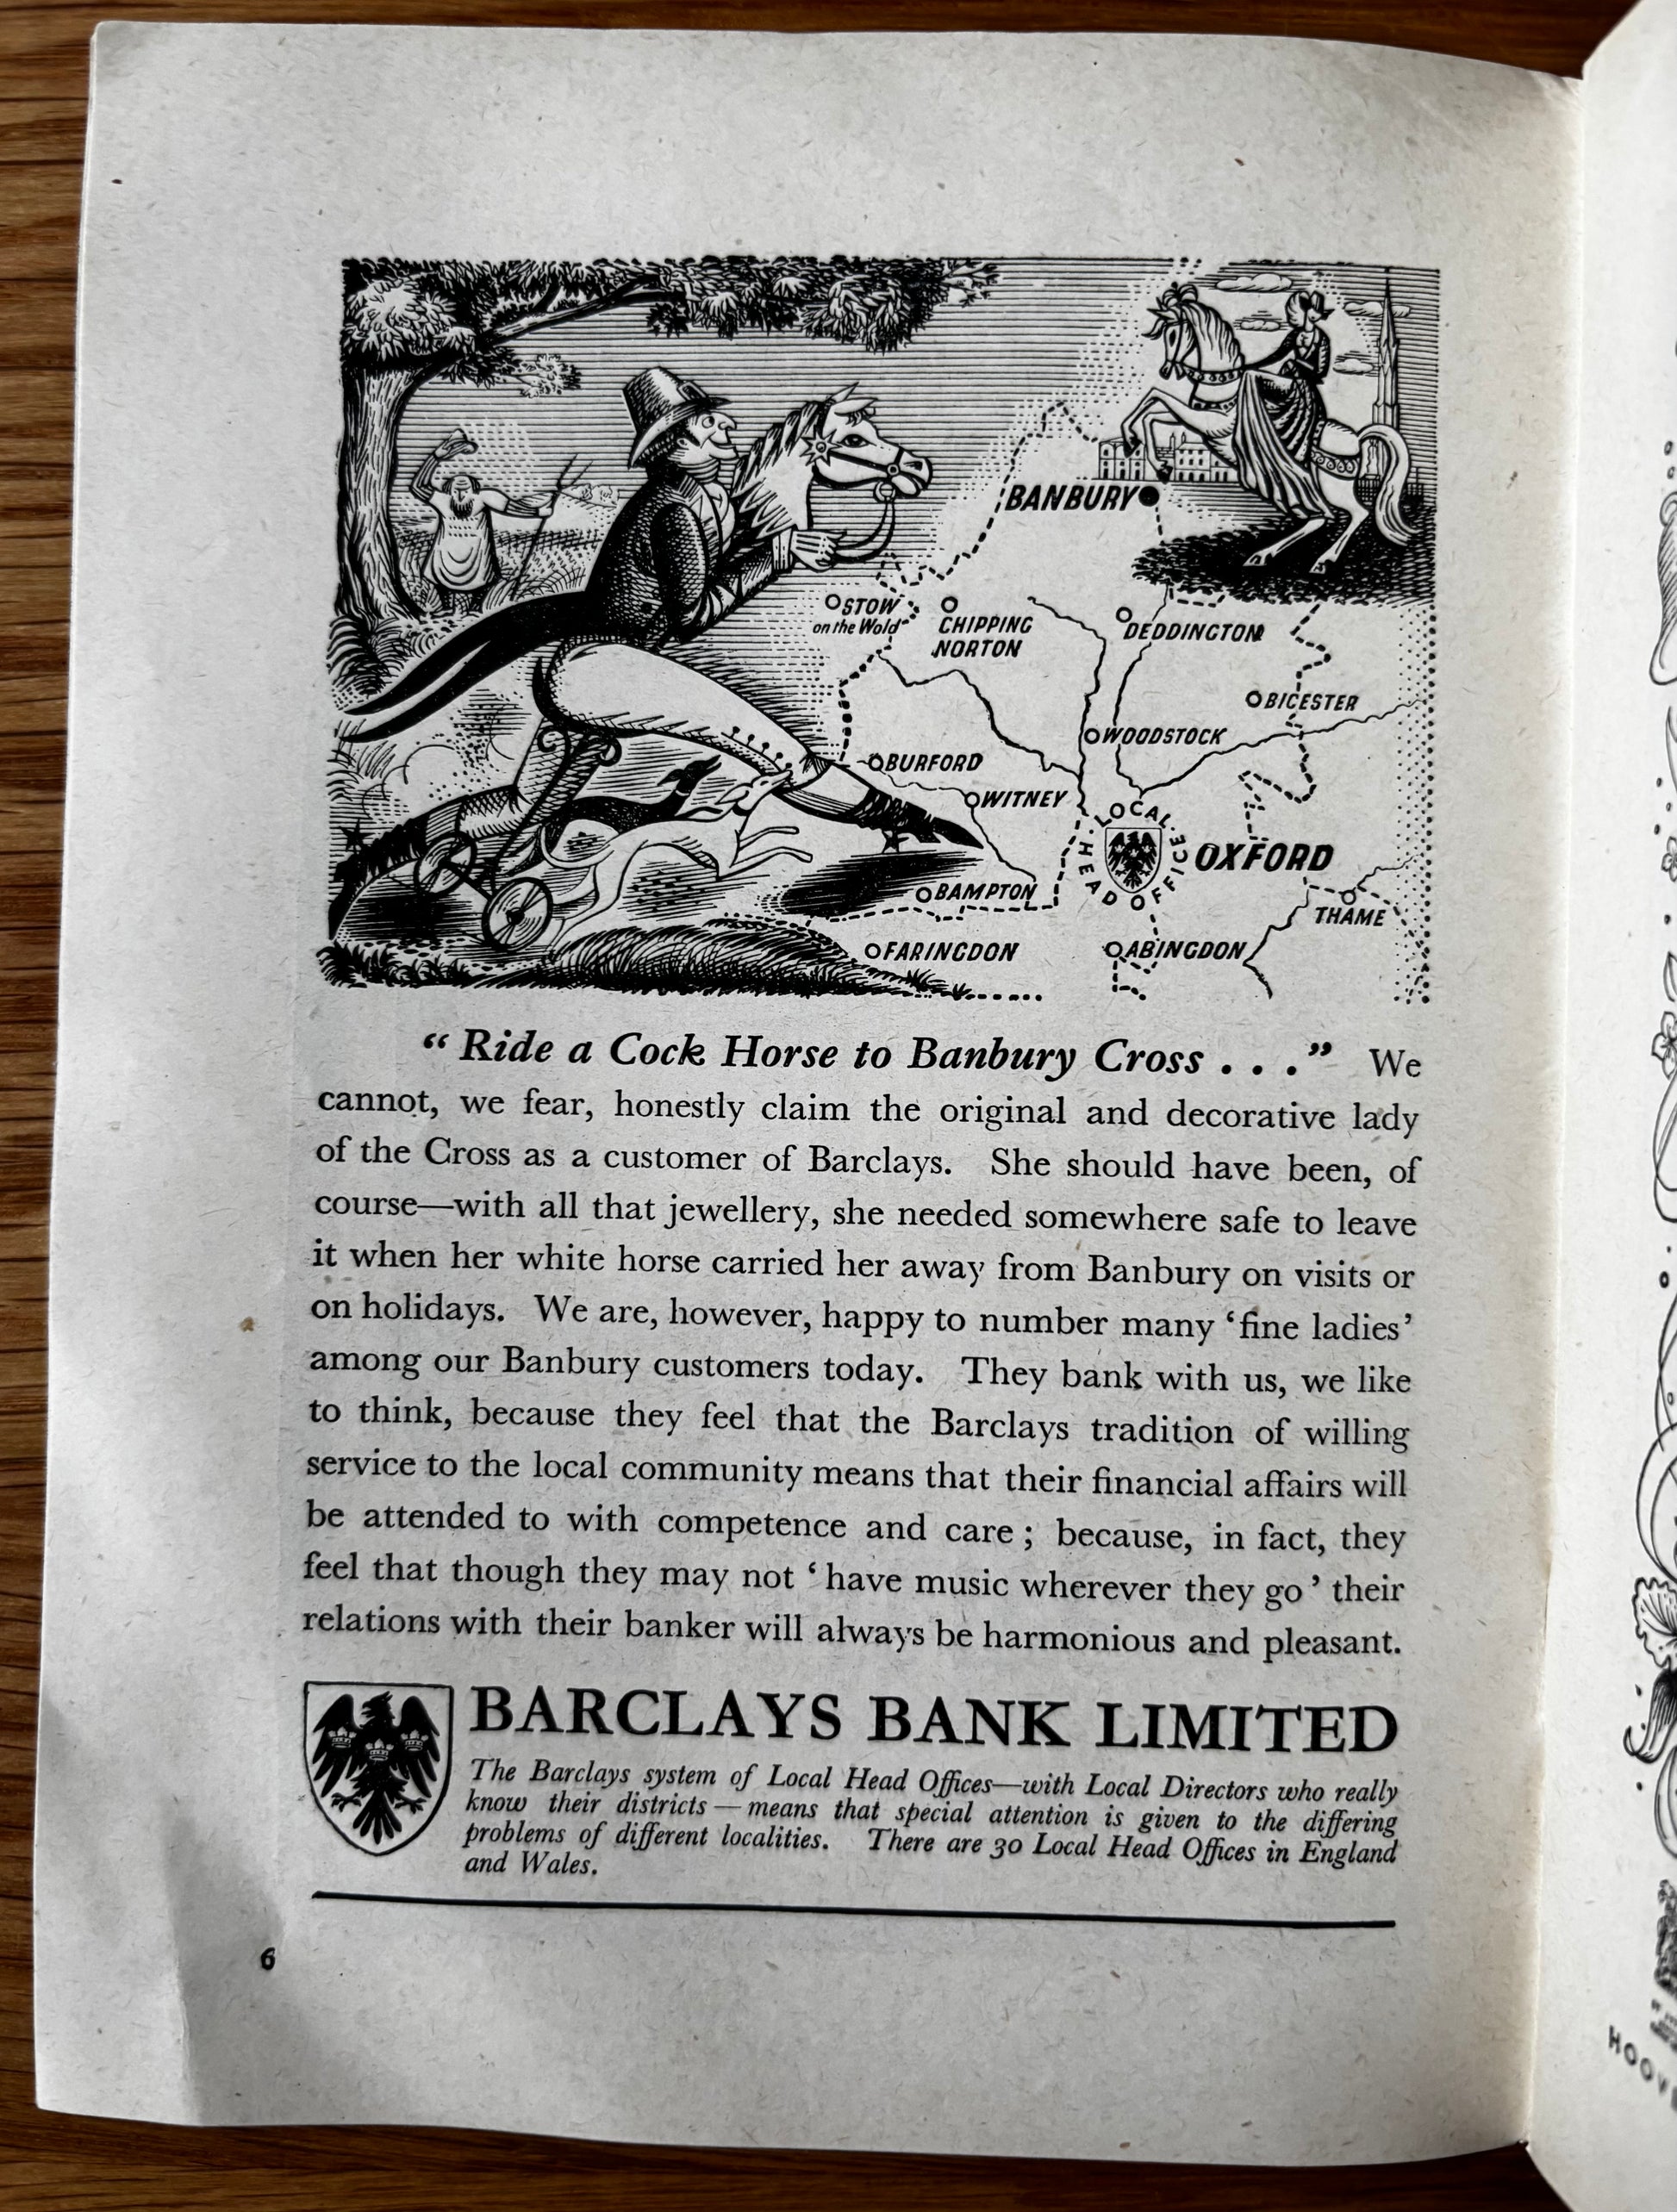 BANBURY
STOW
on the Wold
CHIPPING
NORTON
DEDDINGTON
BICESTER
WOODSTOCK
BURFORD
WITNEY
LOCAL HEAD OFFICE
OXFORD
BAMPTON
THAME
FARINGDON
ABINGDON
“ Ride a Cock Horse to Banbury Cross . . .” We
cannot, we fear, honestly claim the original and decorative lady
of the Cross as a customer of Barclays. She should have been, of
course—with all that jewellery, she needed somewhere safe to leave
it when her white horse carried her away from Banbury on visits or
on holidays. We are, however, happy to number many ‘fine ladies’
among our Banbury customers today. They bank with us, we like
to think, because they feel that the Barclays tradition of willing
service to the local community means that their financial affairs will
be attended to with competence and care ; because, in fact, they
feel that though they may not ‘ have music wherever they go ’ their
relations with their banker will always be harmonious and pleasant.
BARCLAYS BANK LIMITED
The Barclays system of Local Head Offices—with Local Directors who really
know their districts — means that special attention is given to the differing
problems of different localities. There are 30 Local Head Offices in England
and Wales.
6